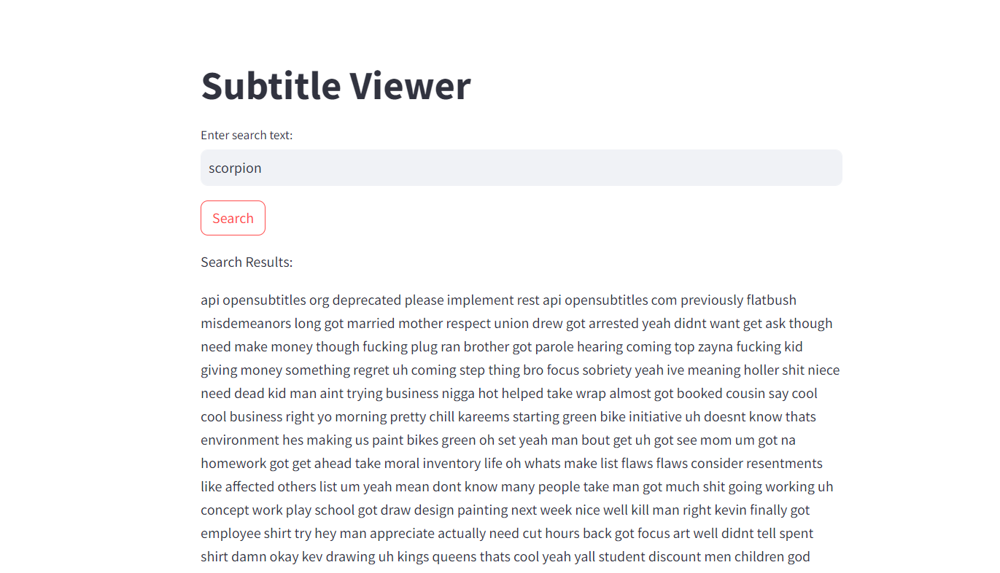 Subtitle Viewer
Enter search text:
scorpion
Search
Search Results:
api opensubtitles org deprecated please implement rest api opensubtitles com previously flatbush
misdemeanors long got married mother respect union drew got arrested yeah didnt want get ask though
need make money though fucking plug ran brother got parole hearing coming top zayna fucking kid
giving money something regret uh coming step thing bro focus sobriety yeah ive meaning holler shit niece
need dead kid man aint trying business nigga hot helped take wrap almost got booked cousin say cool
cool business right yo morning pretty chill kareems starting green bike initiative uh doesnt know thats
environment hes making us paint bikes green oh set yeah man bout get uh got see mom um got na
homework got get ahead take moral inventory life oh whats make list flaws flaws consider resentments
like affected others list um yeah mean dont know many people take man got much shit going working uh
concept work play school got draw design painting next week nice well kill man right kevin finally got
employee shirt try hey man appreciate actually need cut hours back got focus art well didnt tell spent
shirt damn okay kev drawing uh kings queens thats cool yeah yall student discount men children god